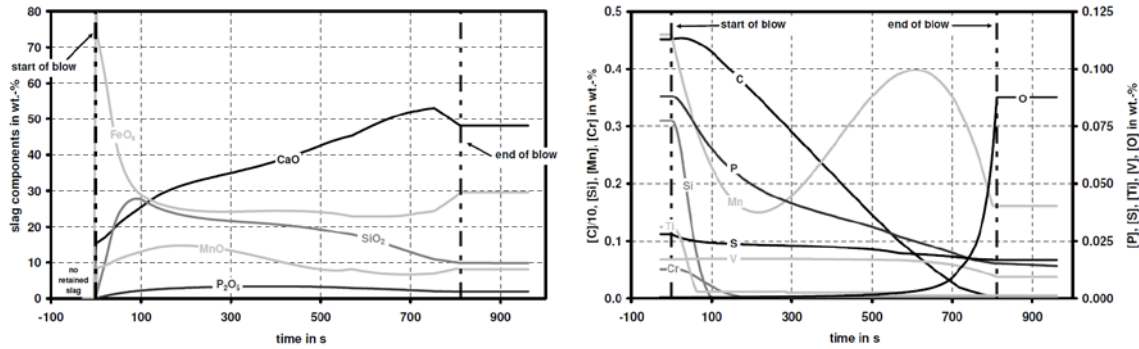 80
70
60
50
40
30
20
10
0
slag components in wt.-%
-100 100 300 500 700 900
time in s
start of blow
FeOₓ
CaO
end of blow
SiO₂
MnO
no
retained
slag
P₂O₅
0.5
0.4
0.3
0.2
0.1
0.0
[C]/10, [Si], [Mn], [Cr] in wt.-%
-100 100 300 500 700 900
time in s
start of blow
end of blow
C
O
P
Mn
Si
Ti
S
V
Cr
0.125
0.100
0.075
0.050
0.025
0.000
[P], [S], [Ti], [V], [O] in wt.-%